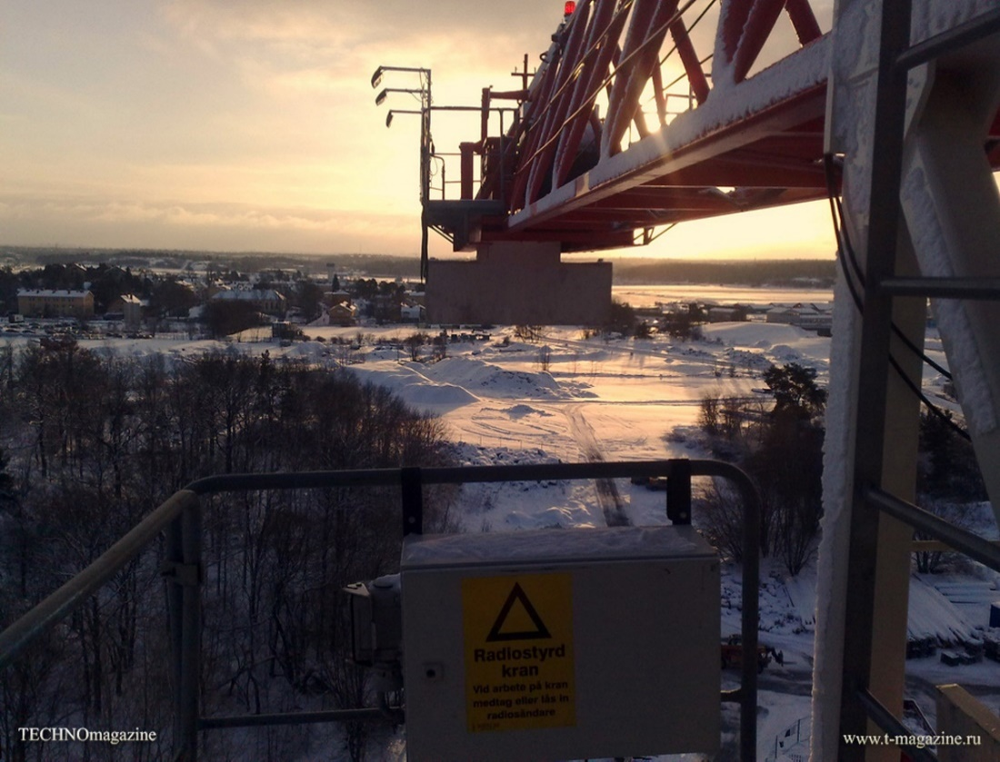 Radiostyrd
kran
Vid arbete på kran
medtag eller lås in
radiosändare
TECHNOmagazine
www.t-magazine.ru